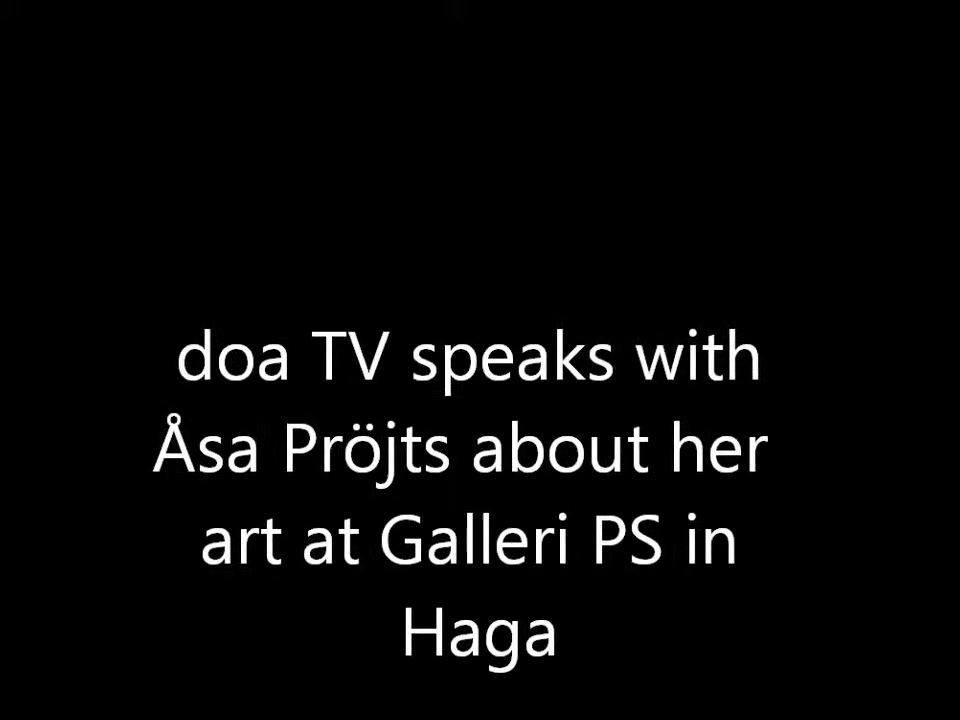 doa TV speaks with
Åsa Pröjts about her
art at Galleri PS in
Haga